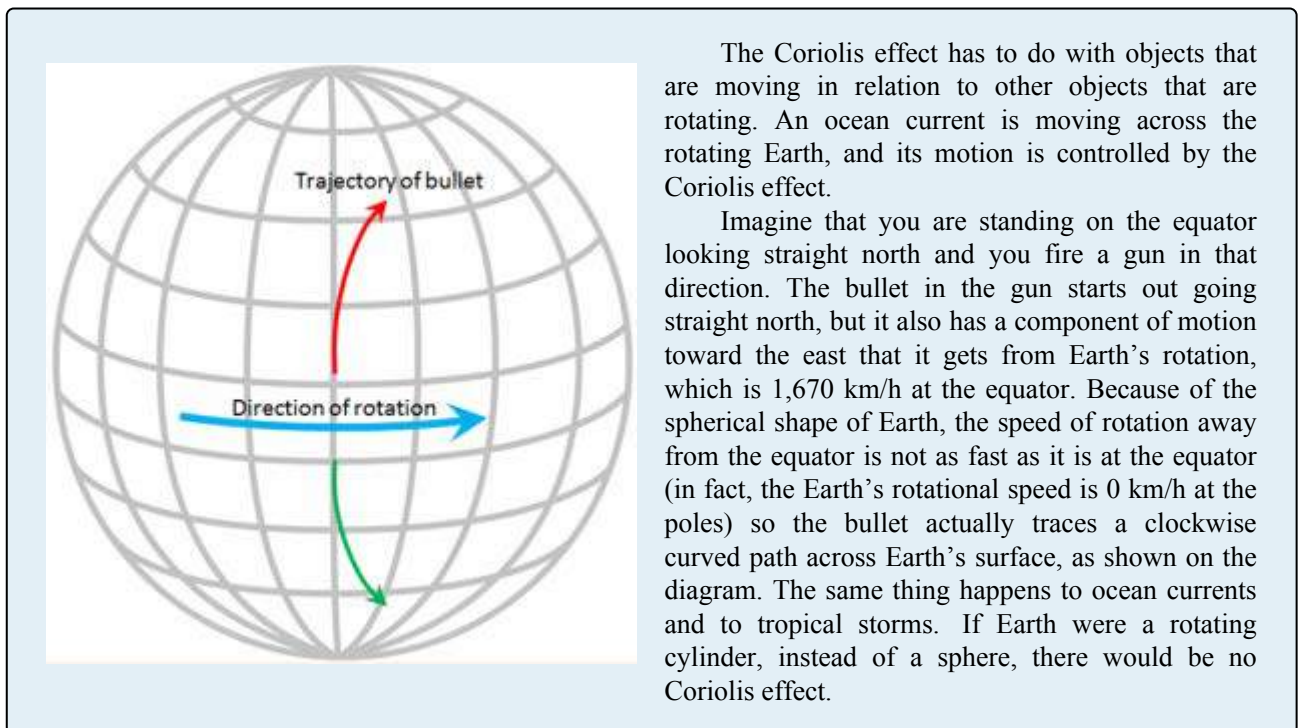 Trajectory of bullet
Direction of rotation
The Coriolis effect has to do with objects that
are moving in relation to other objects that are
rotating. An ocean current is moving across the
rotating Earth, and its motion is controlled by the
Coriolis effect.
Imagine that you are standing on the equator
looking straight north and you fire a gun in that
direction. The bullet in the gun starts out going
straight north, but it also has a component of motion
toward the east that it gets from Earth’s rotation,
which is 1,670 km/h at the equator. Because of the
spherical shape of Earth, the speed of rotation away
from the equator is not as fast as it is at the equator
(in fact, the Earth’s rotational speed is 0 km/h at the
poles) so the bullet actually traces a clockwise
curved path across Earth’s surface, as shown on the
diagram. The same thing happens to ocean currents
and to tropical storms. If Earth were a rotating
cylinder, instead of a sphere, there would be no
Coriolis effect.